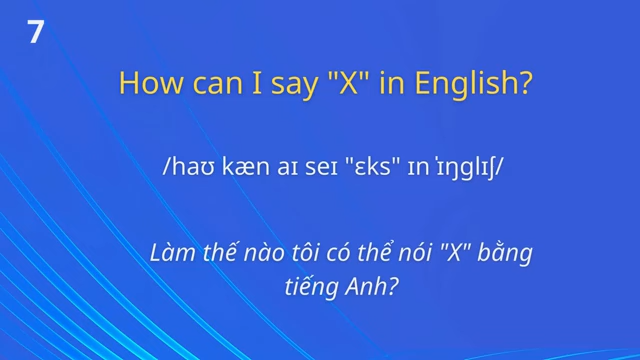 7
How can I say "X" in English?
/haʊ kæn aɪ seɪ "ɛks" ɪn ˈɪŋglɪʃ/
Làm thế nào tôi có thể nói "X" bằng
tiếng Anh?